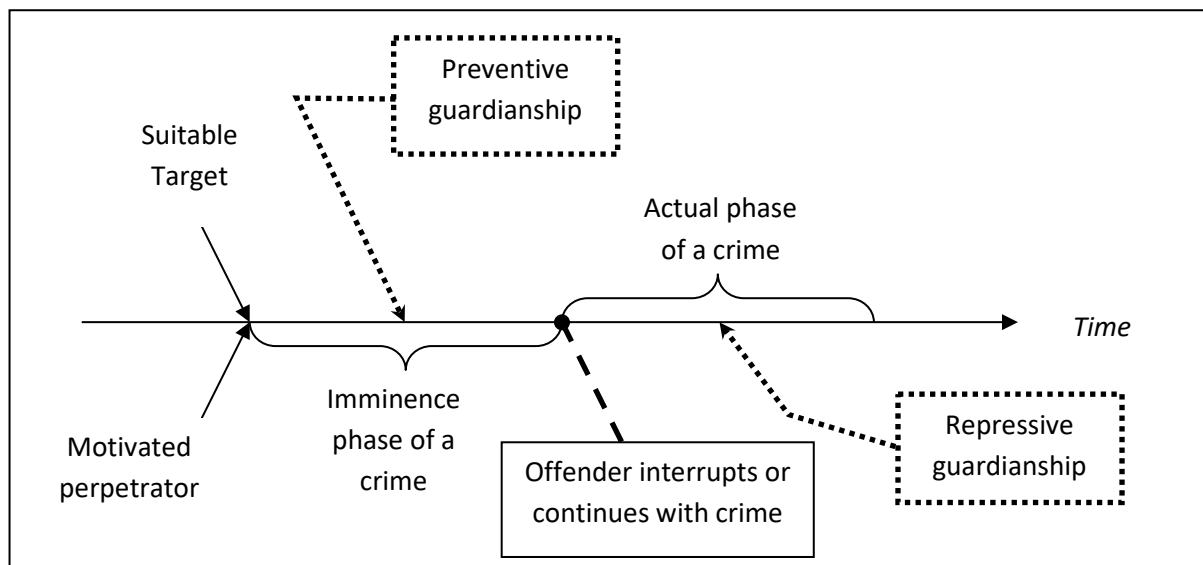 Preventive
guardianship
Suitable
Target
Actual phase
of a crime
Time
Imminence
phase of a
crime
Motivated
perpetrator
Offender interrupts or
continues with crime
Repressive
guardianship